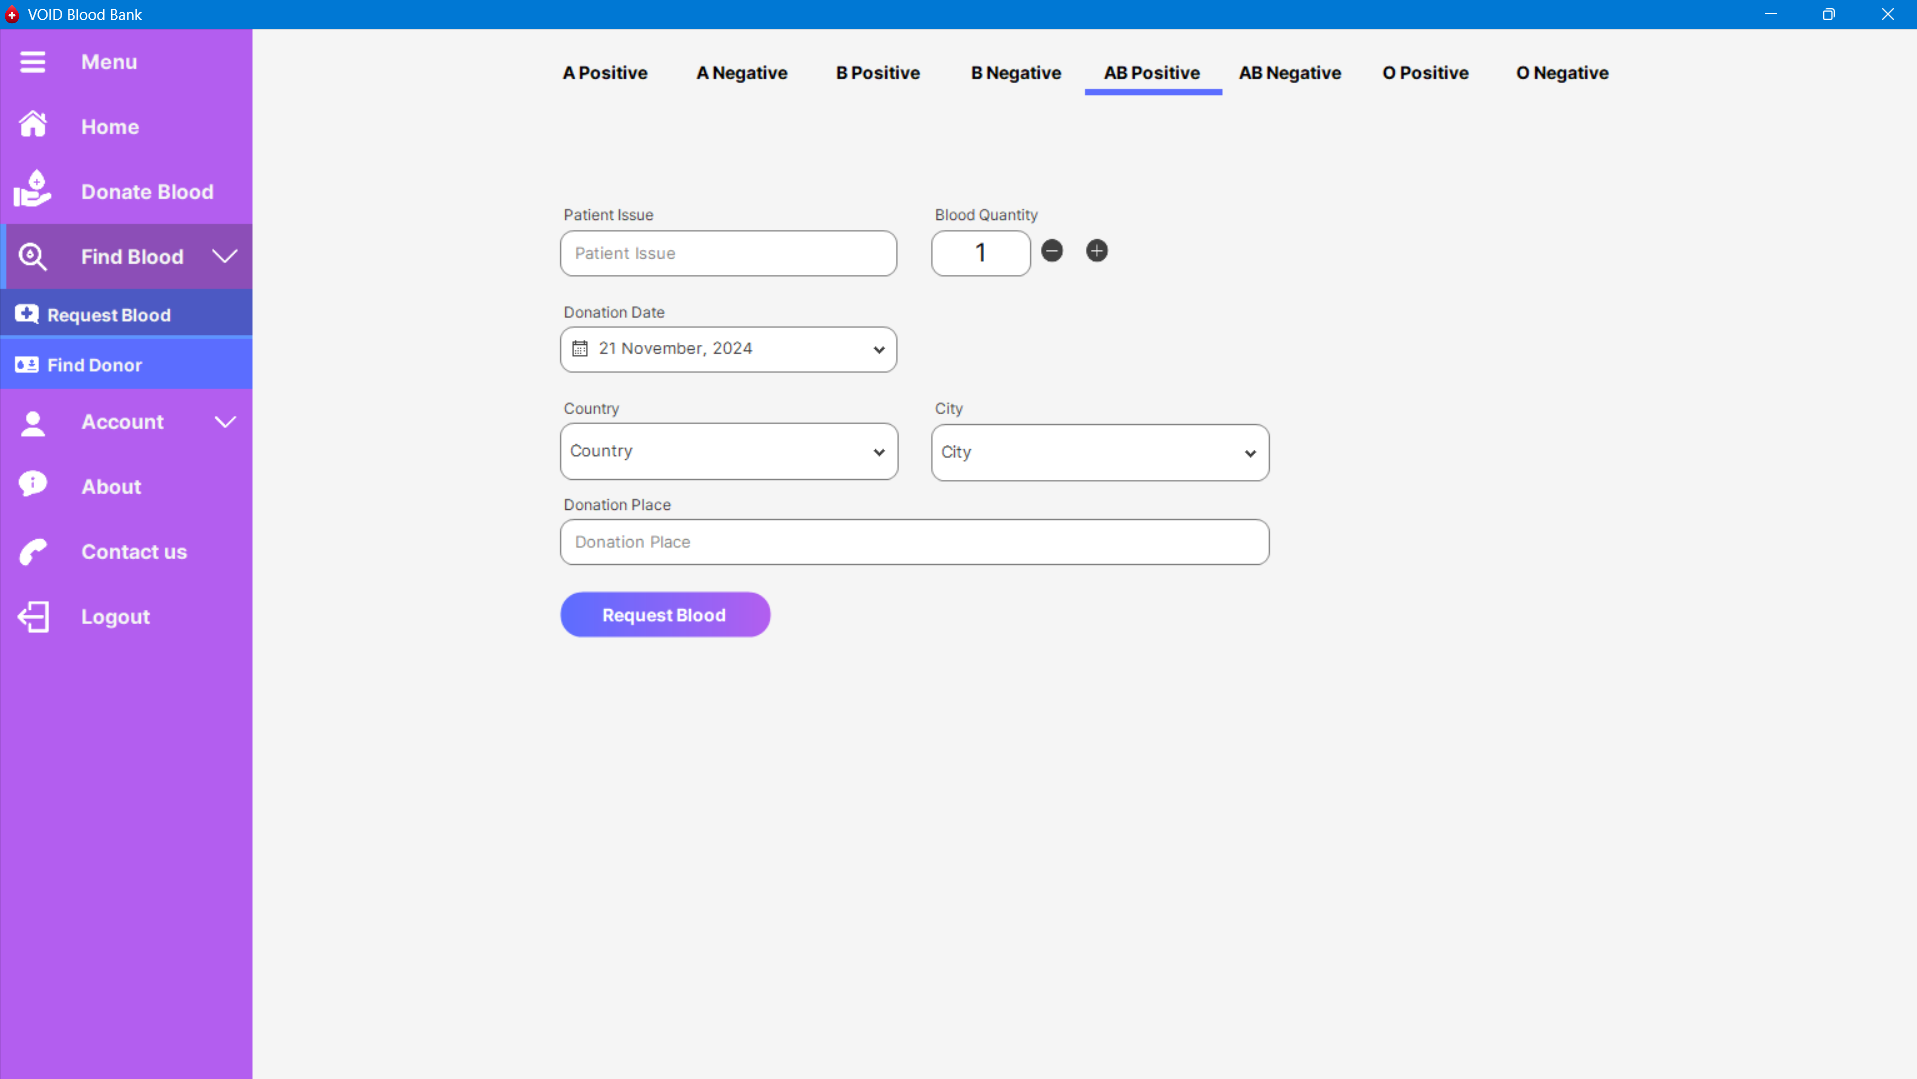 VOID Blood Bank
Menu
Home
Donate Blood
Find Blood
Request Blood
Find Donor
Account
About
Contact us
Logout
A Positive A Negative B Positive B Negative AB Positive AB Negative O Positive O Negative
Patient Issue Blood Quantity
Patient Issue 1
Donation Date
21 November, 2024
Country City
Country City
Donation Place
Donation Place
Request Blood